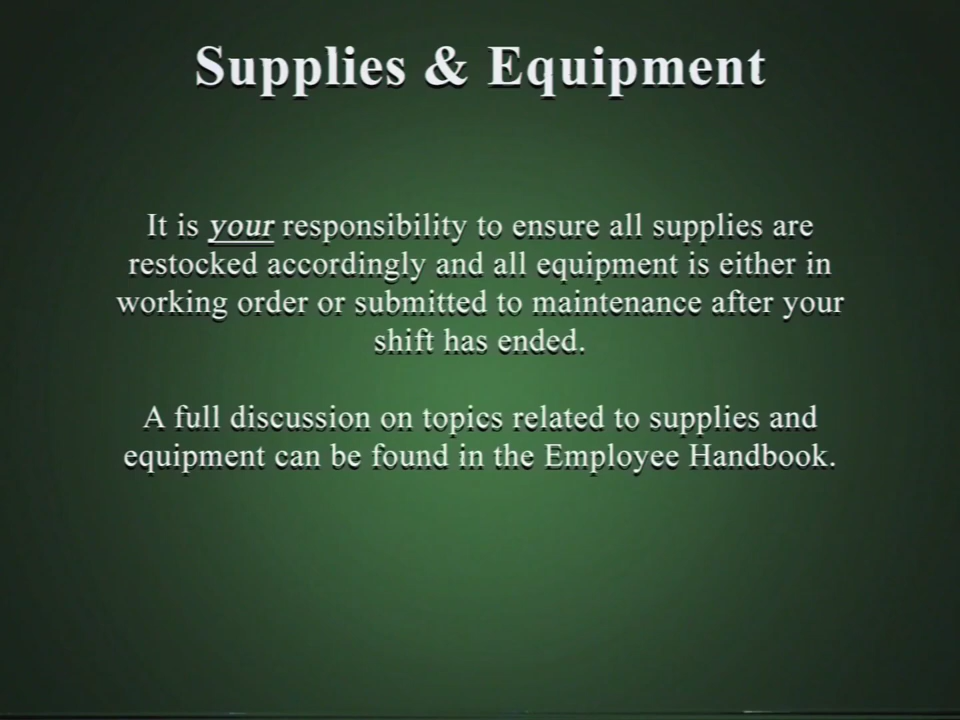 Supplies & Equipment
It is your responsibility to ensure all supplies are
restocked accordingly and all equipment is either in
working order or submitted to maintenance after your
shift has ended.
A full discussion on topics related to supplies and
equipment can be found in the Employee Handbook.